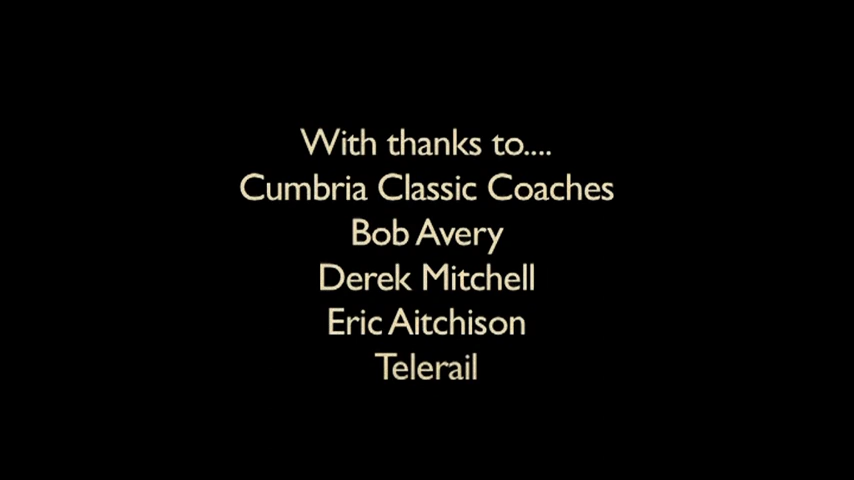 With thanks to....
Cumbria Classic Coaches
Bob Avery
Derek Mitchell
Eric Aitchison
Telerail